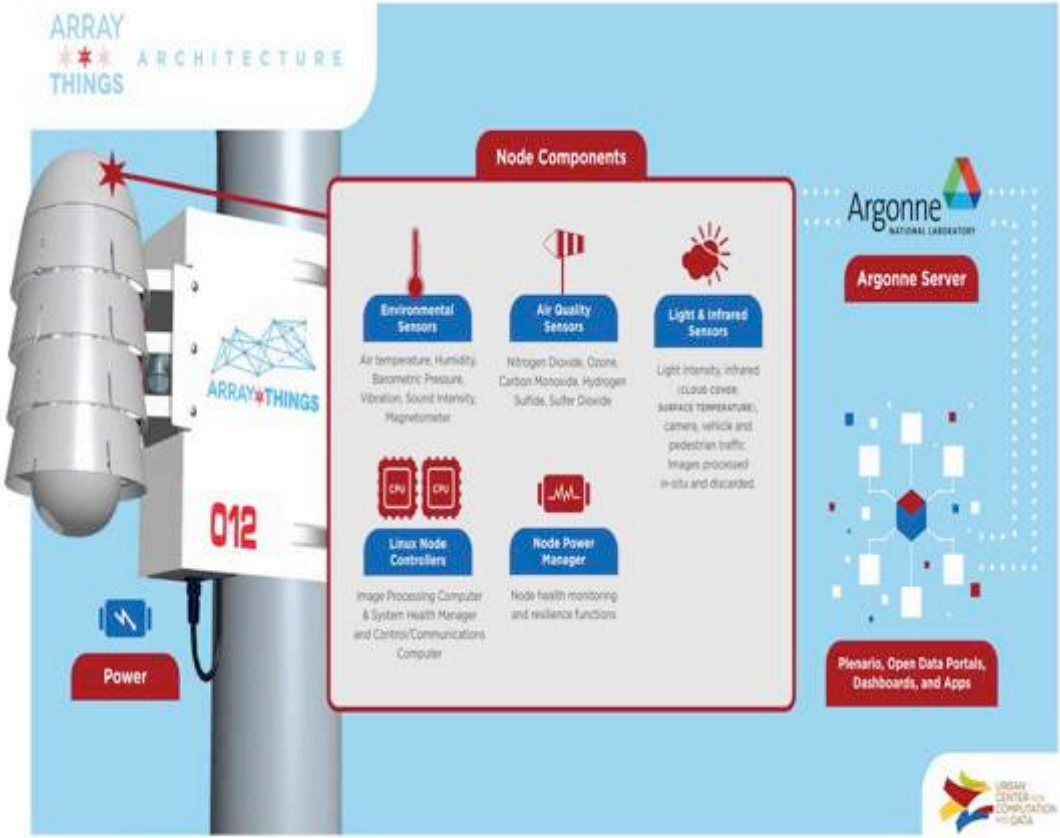 ARRAY
THINGS
ARCHITECTURE
Node Components
Environmental
Sensors
Air temperature, Humidity,
Barometric Pressure,
Vibration, Sound Intensity,
Magnetometer
Air Quality
Sensors
Nitrogen Dioxide, Ozone,
Carbon Monoxide, Hydrogen
Sulfide, Sulfer Dioxide
Light & Infrared
Sensors
Light intensity, infrared
(CLOUD COVER,
SURFACE TEMPERATURE),
camera, vehicle and
pedestrian traffic.
Images processed
in-situ and discarded.
CPU CPU
Linux Node
Controllers
Image Processing Computer
& System Health Manager
and Control/Communications
Computer
Node Power
Manager
Node health monitoring
and resilience functions
ARRAY THINGS
012
Power
Argonne
NATIONAL LABORATORY
Argonne Server
Plenario, Open Data Portals,
Dashboards, and Apps
URBAN
CENTER FOR
COMPUTATION
AND DATA